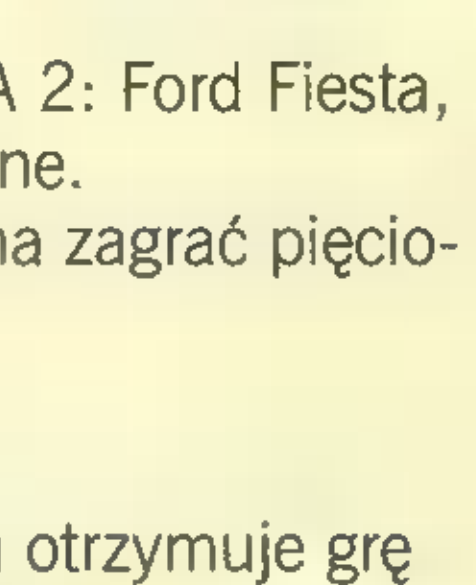 A 2: Ford Fiesta,
ne.
na zagrać pięcio-
otrzymuje grę